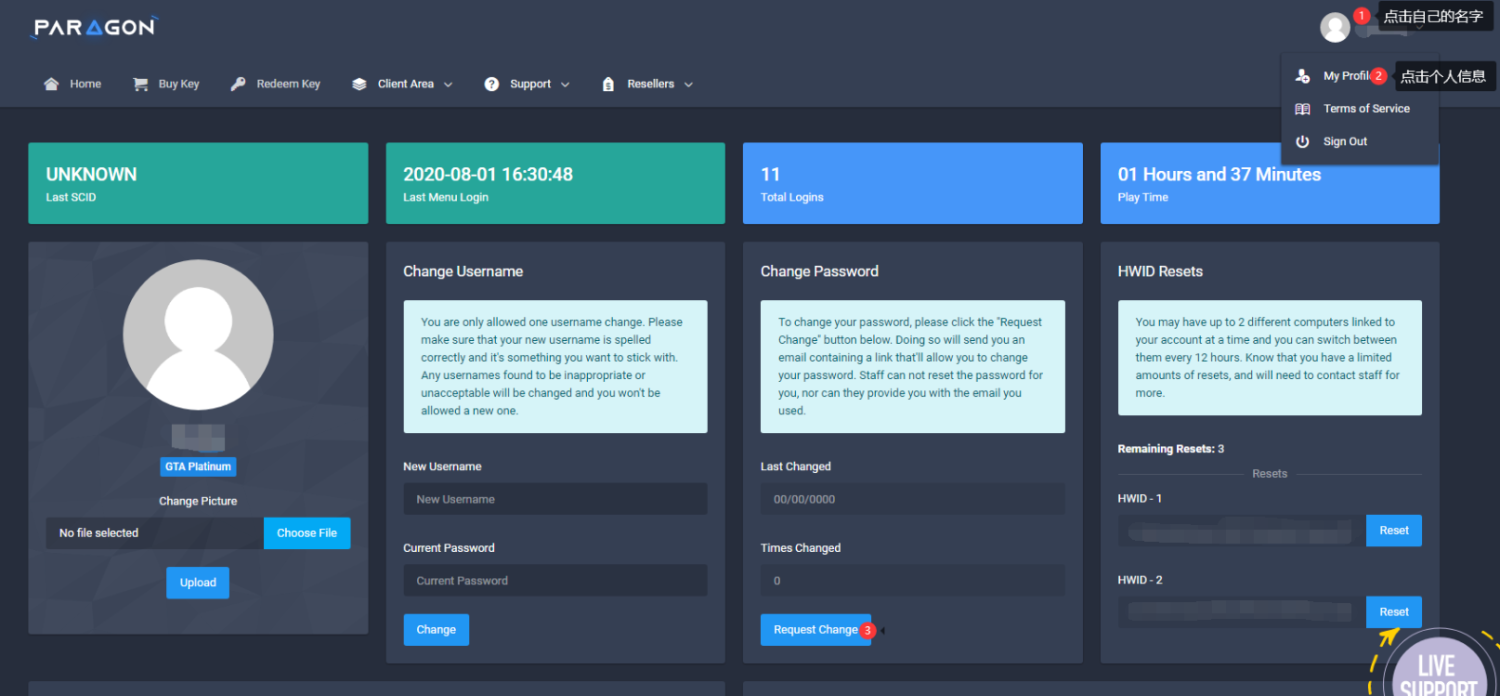 PARAGON
1 点击自己的名字
Home
Buy Key
Redeem Key
Client Area
Support
Resellers
My Profil 2 点击个人信息
Terms of Service
Sign Out
UNKNOWN
Last SCID
2020-08-01 16:30:48
Last Menu Login
11
Total Logins
01 Hours and 37 Minutes
Play Time
GTA Platinum
Change Picture
No file selected
Choose File
Upload
Change Username
You are only allowed one username change. Please
make sure that your new username is spelled
correctly and it's something you want to stick with.
Any usernames found to be inappropriate or
unacceptable will be changed and you won't be
allowed a new one.
New Username
New Username
Current Password
Current Password
Change
Change Password
To change your password, please click the "Request
Change" button below. Doing so will send you an
email containing a link that'll allow you to change
your password. Staff can not reset the password for
you, nor can they provide you with the email you
used.
Last Changed
00/00/0000
Times Changed
0
Request Change 3
HWID Resets
You may have up to 2 different computers linked to
your account at a time and you can switch between
them every 12 hours. Know that you have a limited
amounts of resets, and will need to contact staff for
more.
Remaining Resets: 3
Resets
HWID - 1
Reset
HWID - 2
Reset
LIVE
SUPPORT